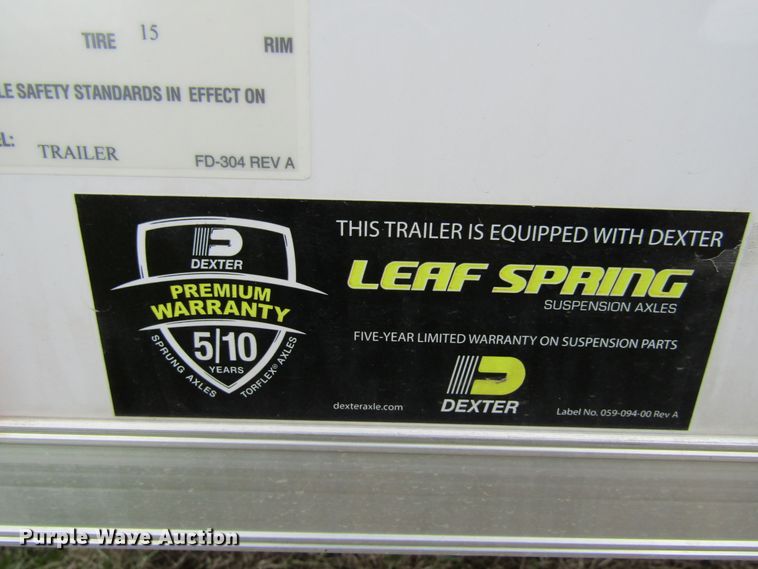 TIRE 15 RIM
LE SAFETY STANDARDS IN EFFECT ON
EL: TRAILER FD-304 REV A
DEXTER
PREMIUM
WARRANTY
5/10
YEARS
SPRUNG AXLES
TORFLEX® AXLES
THIS TRAILER IS EQUIPPED WITH DEXTER
LEAF SPRING
SUSPENSION AXLES
FIVE-YEAR LIMITED WARRANTY ON SUSPENSION PARTS
DEXTER
dexteraxle.com
Label No. 059-094-00 Rev A
Purple Wave Auction